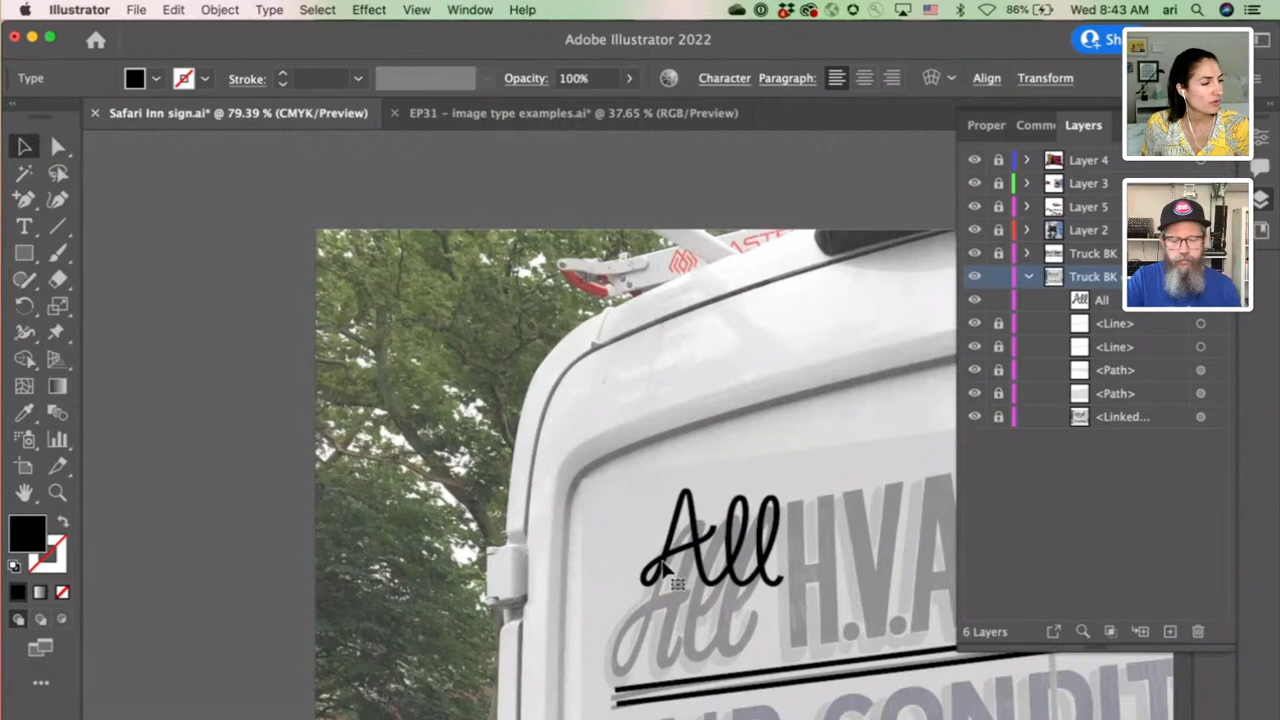 Illustrator File Edit Object Type Select Effect View Window Help 86% Wed 8:43 AM ari
Adobe Illustrator 2022
Type Stroke: Opacity: 100% Character Paragraph: Align Transform
× Safari Inn sign.ai* @ 79.39 % (CMYK/Preview) × EP31 - image type examples.ai* @ 37.65 % (RGB/Preview)
Proper Comme Layers
Layer 4
Layer 3
Layer 5
Layer 2
Truck BK
Truck BK
All
<Line>
<Line>
<Path>
<Path>
<Linked...
6 Layers
ASTER
All
All H.V.A
CONDIT